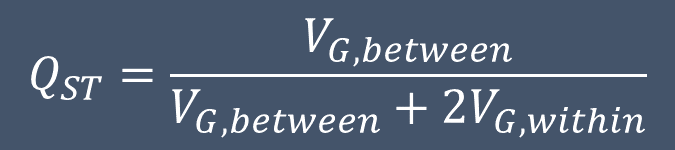 Q_ST = V_G,between / (V_G,between + 2V_G,within)